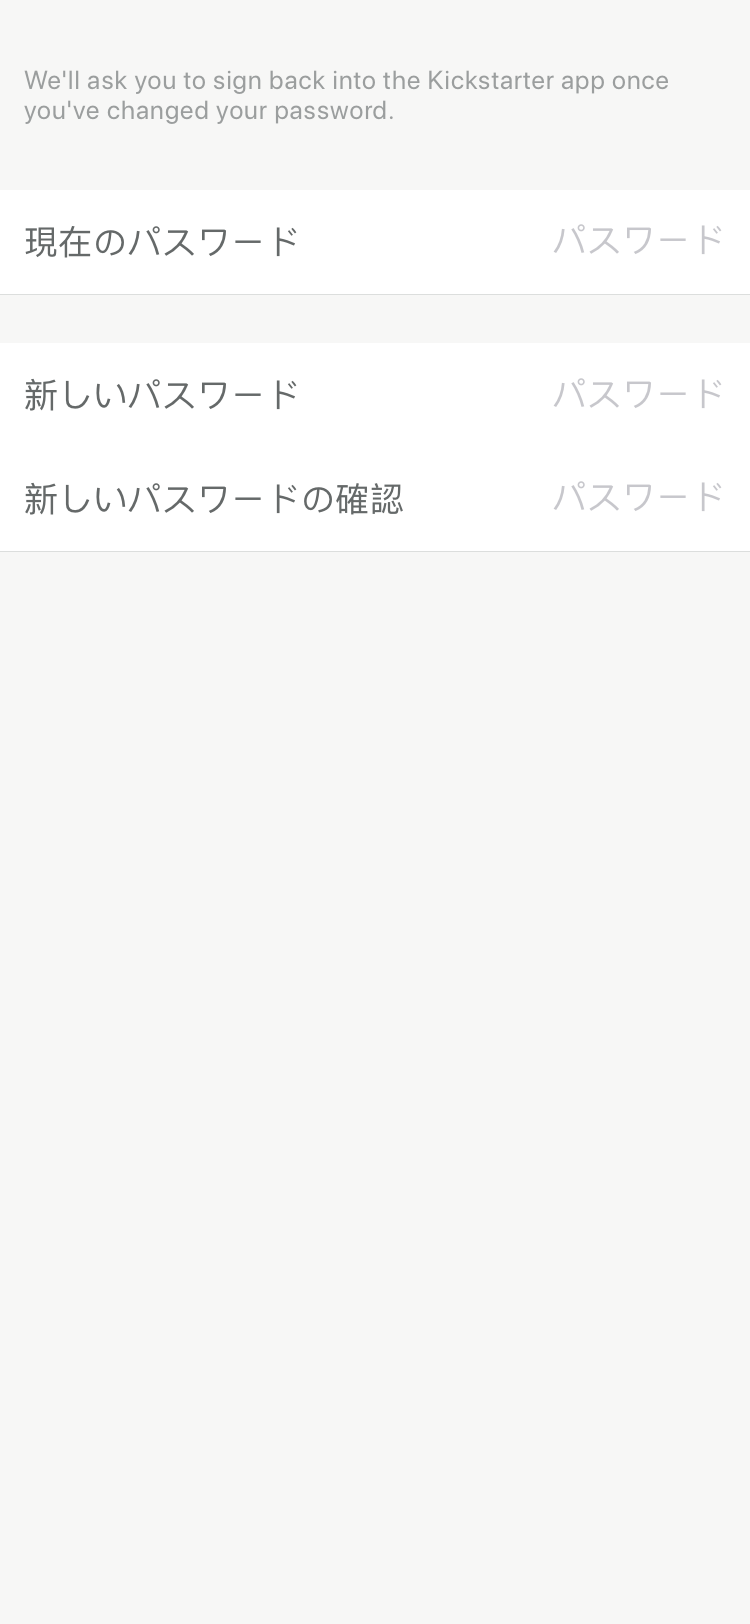 We'll ask you to sign back into the Kickstarter app once
you've changed your password.
現在のパスワード パスワード
新しいパスワード パスワード
新しいパスワードの確認 パスワード